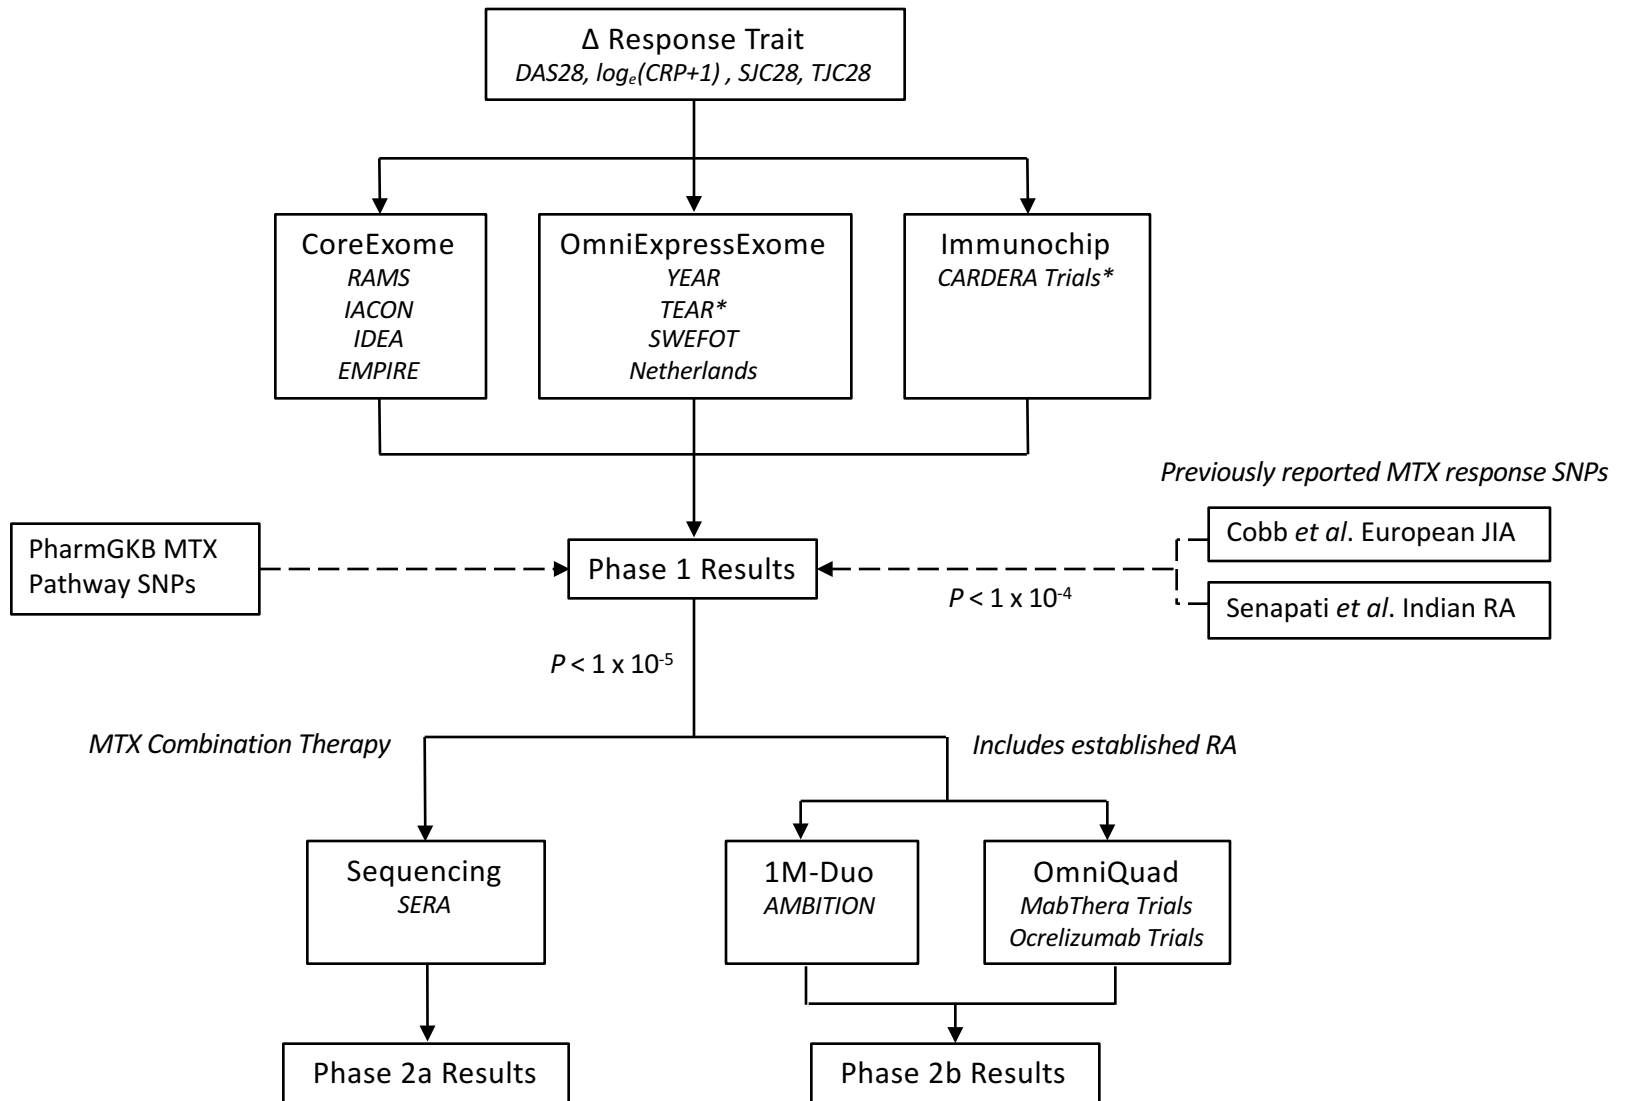 Δ Response Trait
DAS28, logₑ(CRP+1) , SJC28, TJC28
CoreExome
RAMS
IACON
IDEA
EMPIRE
OmniExpressExome
YEAR
TEAR*
SWEFOT
Netherlands
Immunochip
CARDERA Trials*
Previously reported MTX response SNPs
PharmGKB MTX
Pathway SNPs
Phase 1 Results
Cobb et al. European JIA
P < 1 x 10⁻⁴
Senapati et al. Indian RA
P < 1 x 10⁻⁵
MTX Combination Therapy
Includes established RA
Sequencing
SERA
1M-Duo
AMBITION
OmniQuad
MabThera Trials
Ocrelizumab Trials
Phase 2a Results
Phase 2b Results